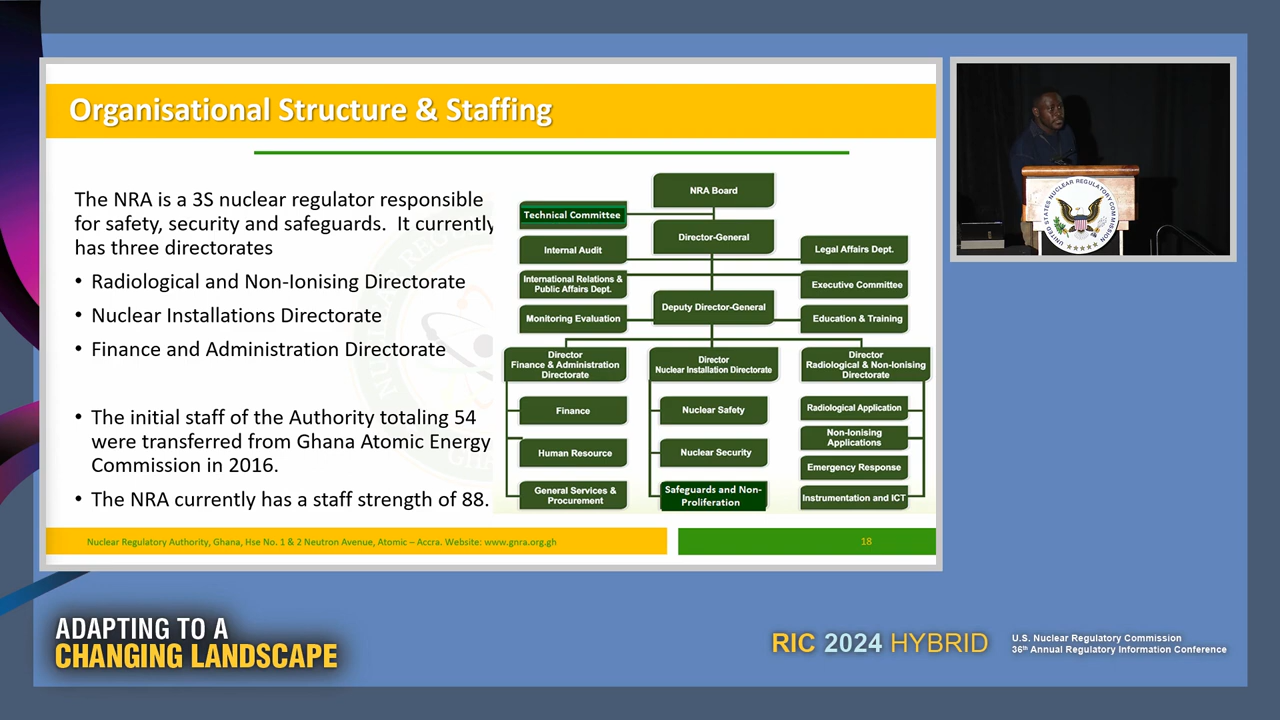 Organisational Structure & Staffing
The NRA is a 3S nuclear regulator responsible
for safety, security and safeguards. It currently
has three directorates
• Radiological and Non-Ionising Directorate
• Nuclear Installations Directorate
• Finance and Administration Directorate
• The initial staff of the Authority totaling 54
were transferred from Ghana Atomic Energy
Commission in 2016.
• The NRA currently has a staff strength of 88.
NRA Board
Technical Committee
Director-General
Internal Audit
Legal Affairs Dept.
International Relations &
Public Affairs Dept.
Executive Committee
Deputy Director-General
Monitoring Evaluation
Education & Training
Director
Finance & Administration
Directorate
Director
Nuclear Installation Directorate
Director
Radiological & Non-Ionising
Directorate
Finance
Nuclear Safety
Radiological Application
Non-Ionising
Applications
Human Resource
Nuclear Security
Emergency Response
General Services &
Procurement
Safeguards and Non-
Proliferation
Instrumentation and ICT
Nuclear Regulatory Authority, Ghana, Hse No. 1 & 2 Neutron Avenue, Atomic – Accra. Website: www.gnra.org.gh
18
UNITED STATES NUCLEAR REGULATORY COMMISSION
ADAPTING TO A
CHANGING LANDSCAPE
RIC 2024 HYBRID
U.S. Nuclear Regulatory Commission
36th Annual Regulatory Information Conference